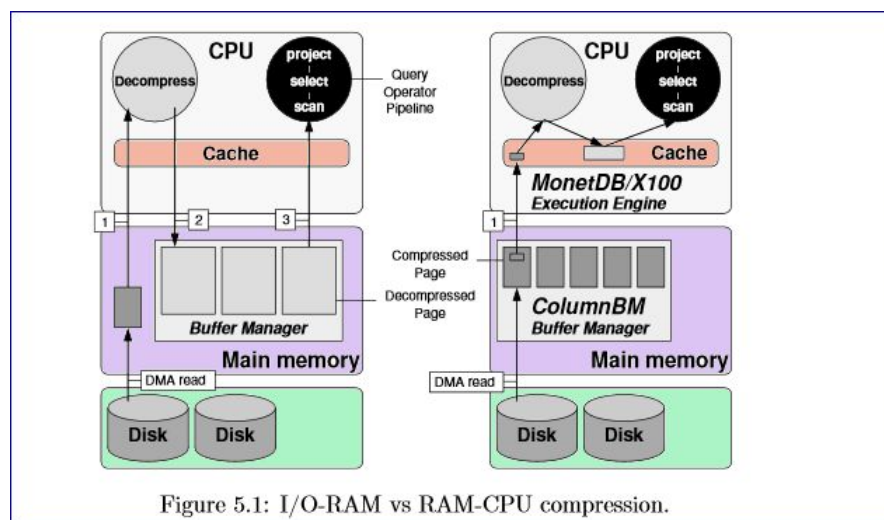 CPU
Decompress
project
select
scan
Query
Operator
Pipeline
Cache
1
2
3
Buffer Manager
Main memory
DMA read
Disk
Disk
Compressed
Page
Decompressed
Page
CPU
Decompress
project
select
scan
Cache
MonetDB/X100
Execution Engine
1
ColumnBM
Buffer Manager
Main memory
DMA read
Disk
Disk
Figure 5.1: I/O-RAM vs RAM-CPU compression.